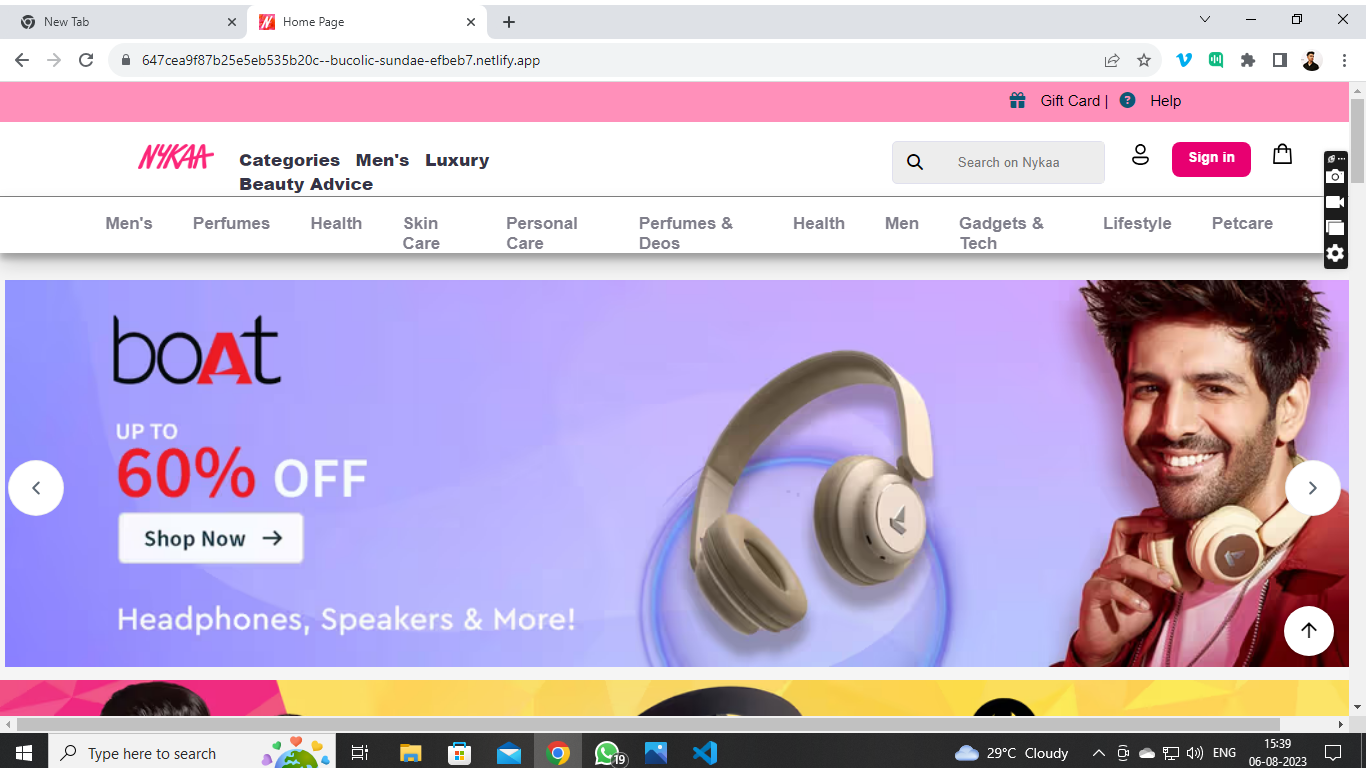 New Tab
Home Page
647cea9f87b25e5eb535b20c--bucolic-sundae-efbeb7.netlify.app
Gift Card |
Help
NYKAA
Categories Men's Luxury
Beauty Advice
Search on Nykaa
Sign in
Men's
Perfumes
Health
Skin
Care
Personal
Care
Perfumes &
Deos
Health
Men
Gadgets &
Tech
Lifestyle
Petcare
boAt
UP TO
60% OFF
Shop Now
Headphones, Speakers & More!
Type here to search
19
29°C Cloudy
ENG
15:39
06-08-2023